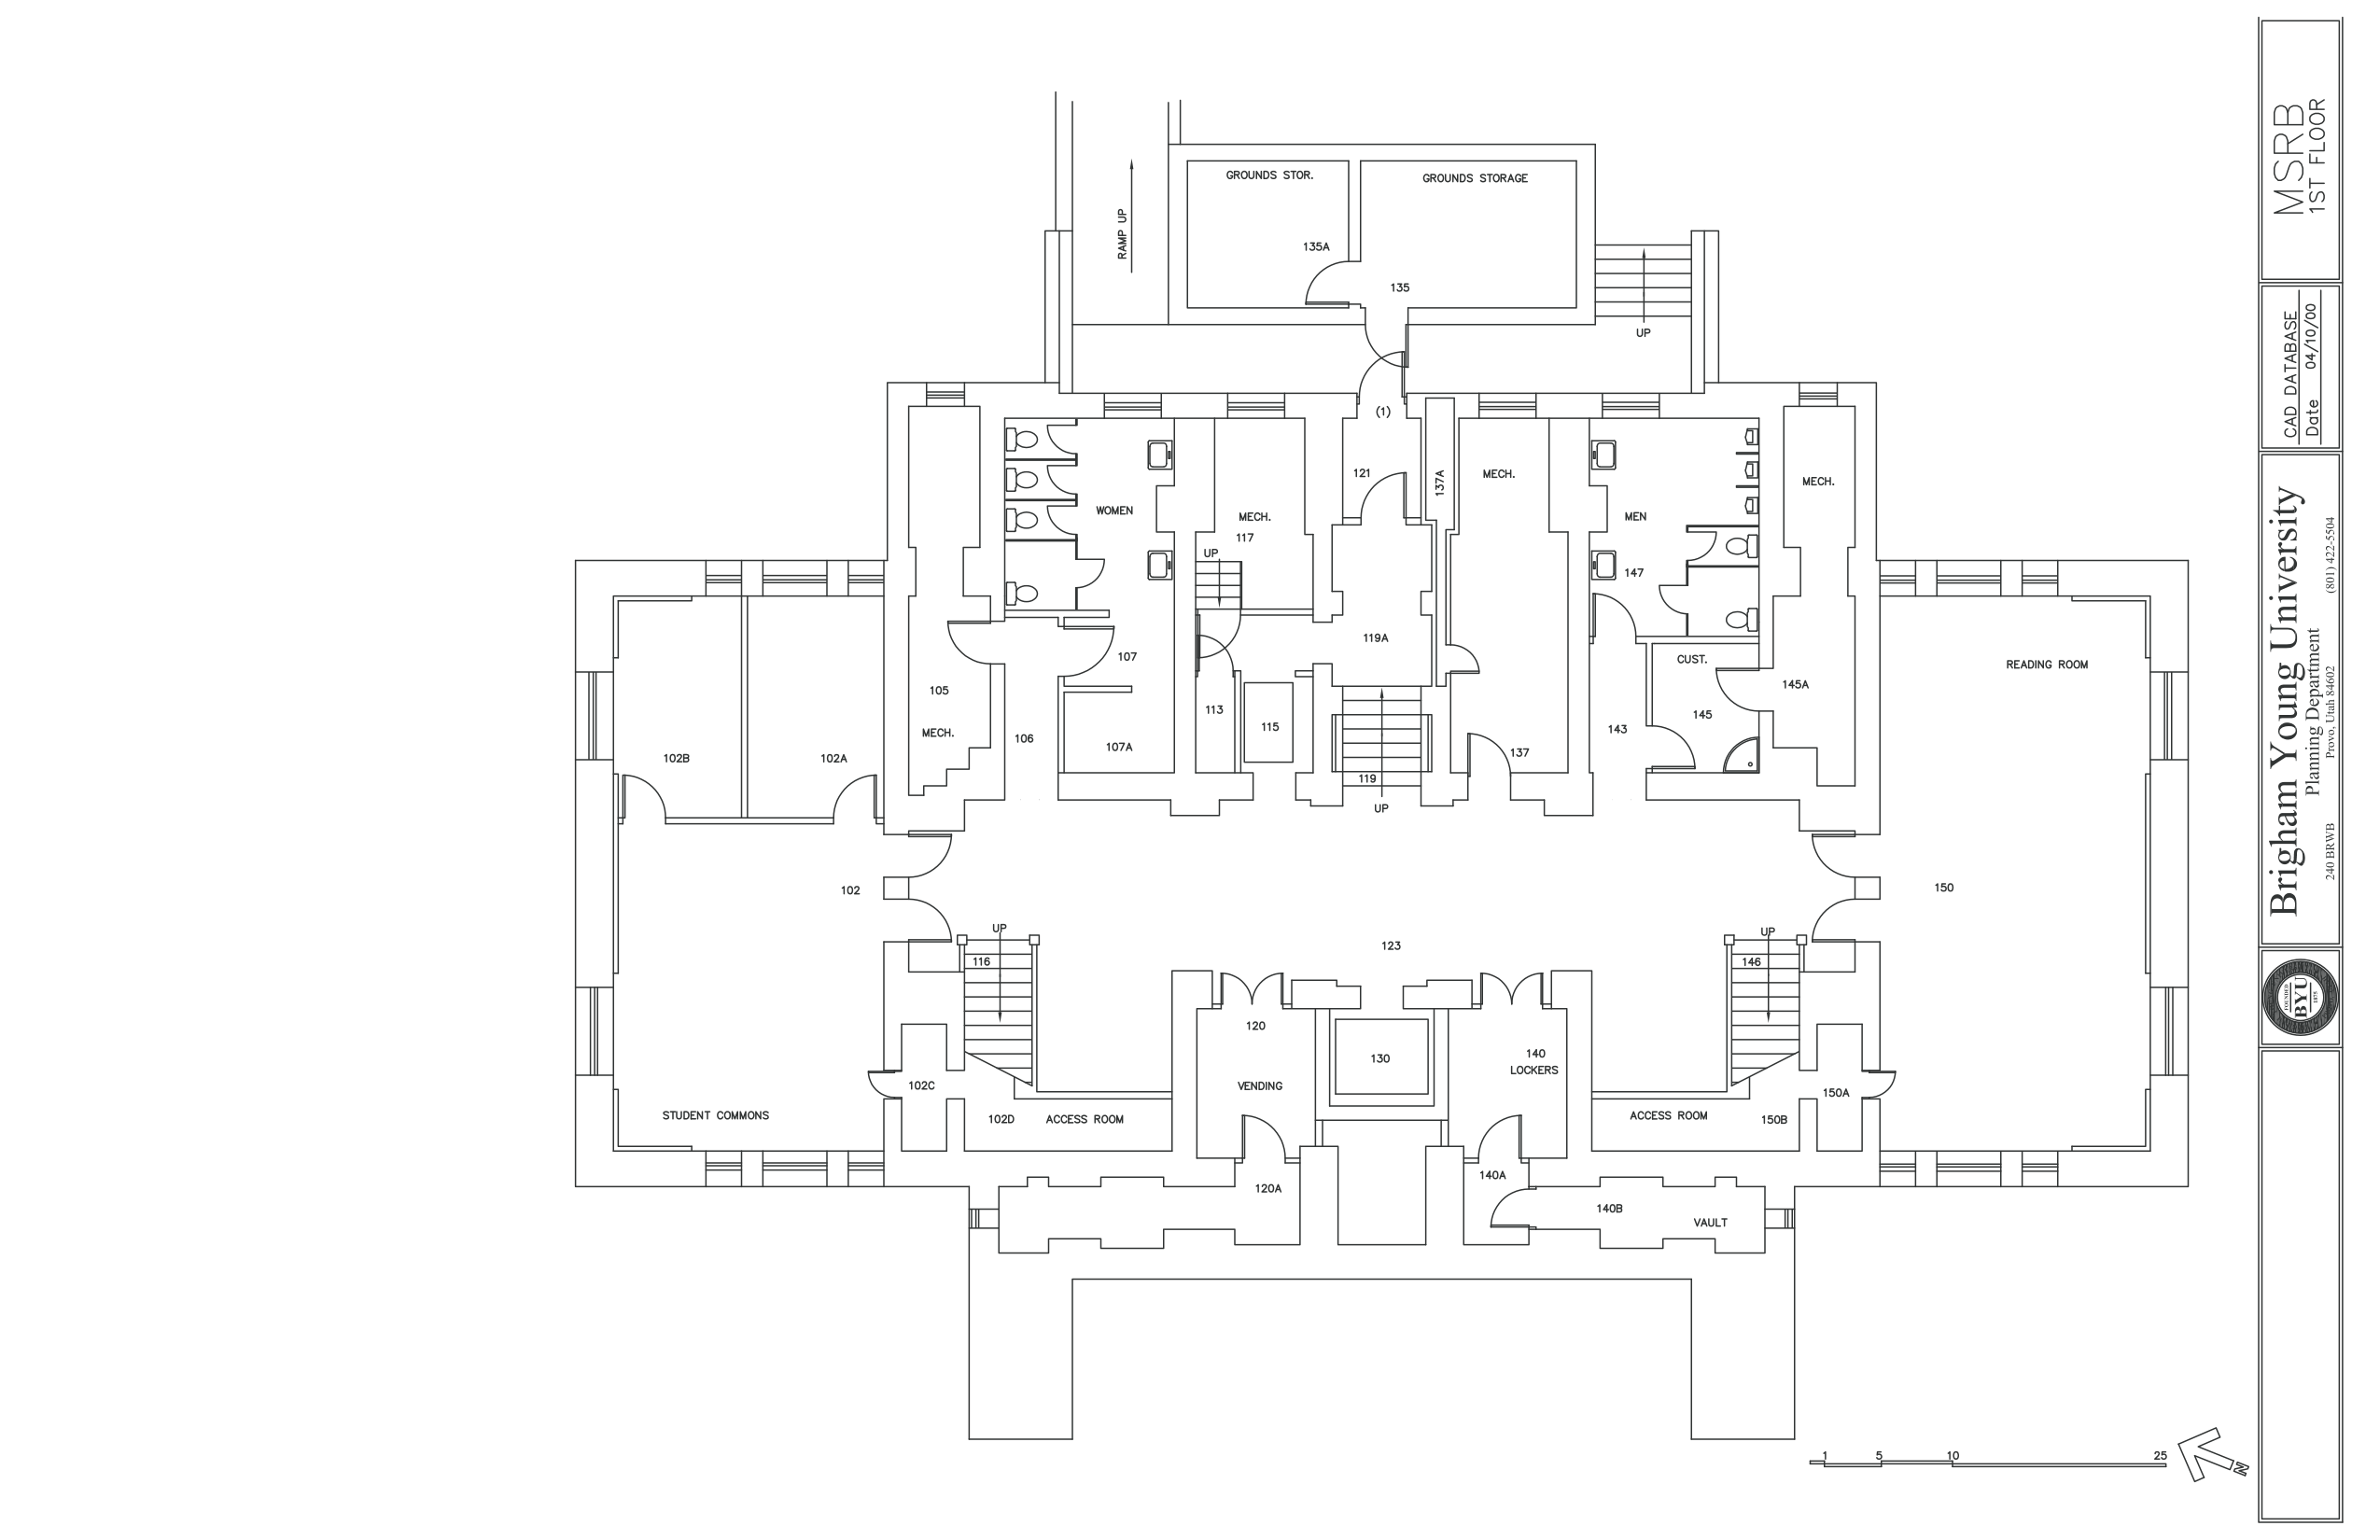 GROUNDS STOR.
GROUNDS STORAGE
RAMP UP
135A
135
UP
(1)
121
137A
MECH.
MECH.
WOMEN
MECH.
MEN
117
UP
147
119A
107
CUST.
READING ROOM
105
145A
113
145
115
143
MECH.
106
107A
137
102B
102A
119
UP
102
150
UP
UP
123
116
146
120
140
130
LOCKERS
102C
VENDING
150A
STUDENT COMMONS
102D
ACCESS ROOM
ACCESS ROOM
150B
120A
140A
140B
VAULT
1
5
10
25
N
MSRB
1ST FLOOR
CAD DATABASE
Date 04/10/00
Brigham Young University
Planning Department
240 BRWB Provo, Utah 84602 (801) 422-5504
FOUNDED
BYU
1875